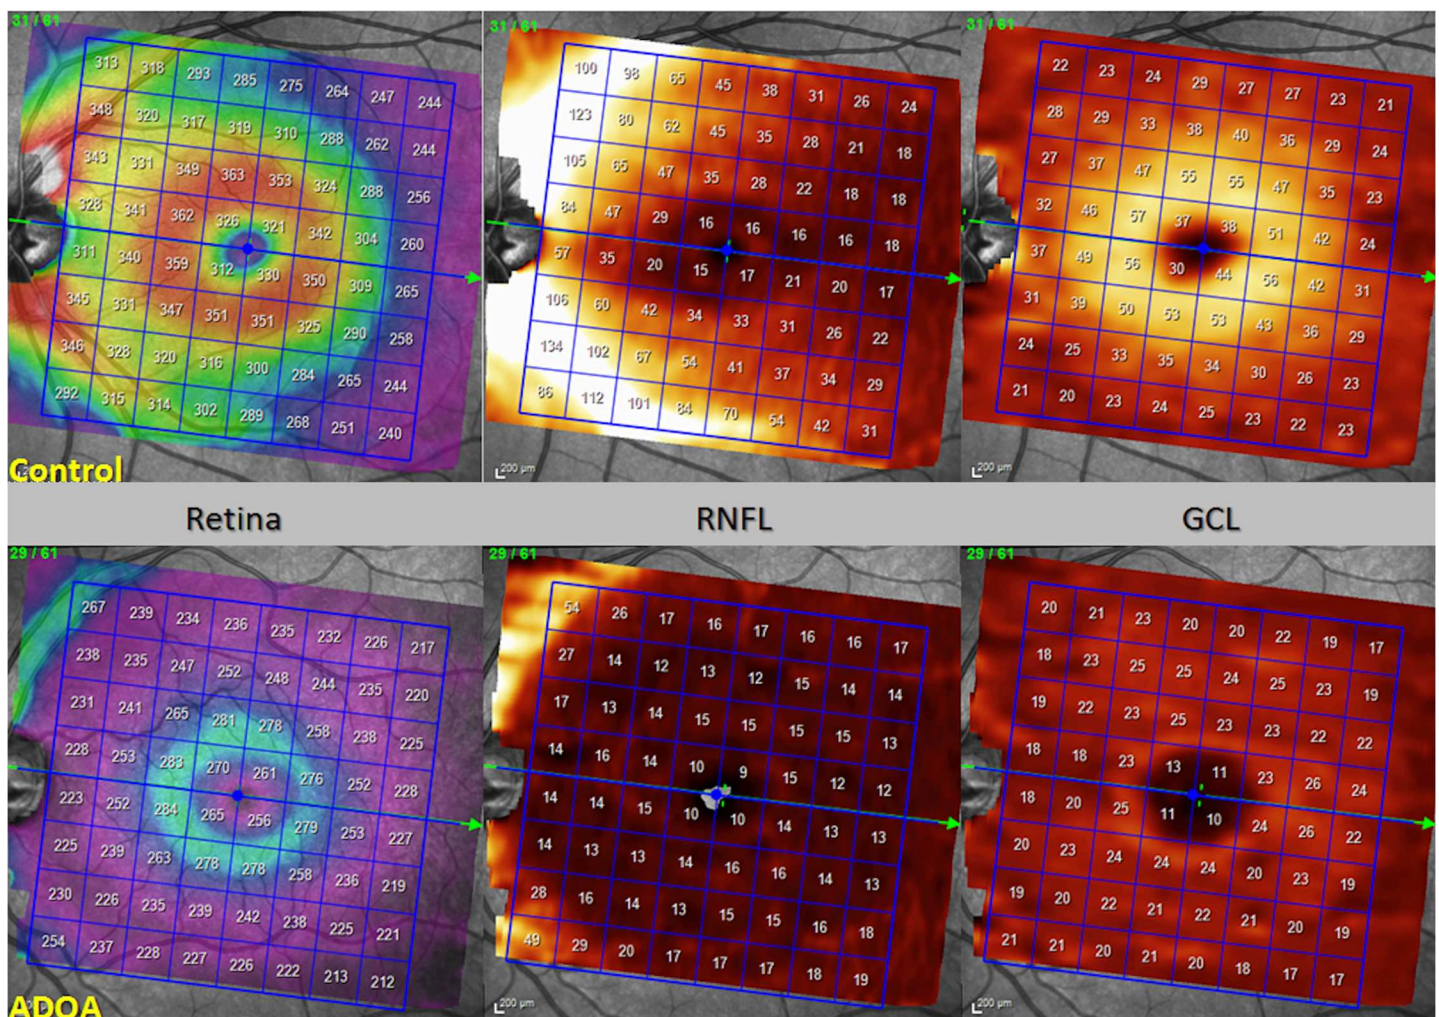 31 / 61 31 / 61 31 / 61
313 318 293 285 275 264 247 244
348 320 317 319 310 288 262 244
343 331 349 363 353 324 288 256
328 341 362 326 321 342 304 260
311 340 359 312 330 350 309 265
345 331 347 351 351 325 290 258
346 328 320 316 300 284 265 244
292 315 314 302 289 268 251 240
Control
100 98 65 45 38 31 26 24
123 80 62 45 35 28 21 18
105 65 47 35 28 22 18 18
84 47 29 16 16 16 16 18
57 35 20 15 17 21 20 17
106 60 42 34 33 31 26 22
134 102 67 54 41 37 34 29
86 112 101 84 70 54 42 31
200 µm
22 23 24 29 27 27 23 21
28 29 33 38 40 36 29 24
27 37 47 55 55 47 35 23
32 46 57 37 38 51 42 24
37 49 56 30 44 56 42 31
31 39 50 53 53 43 36 29
24 25 33 35 34 30 26 23
21 20 23 24 25 23 22 23
200 µm
Retina RNFL GCL
29 / 61 29 / 61 29 / 61
267 239 234 236 235 232 226 217
238 235 247 252 248 244 235 220
231 241 265 281 278 258 238 225
228 253 283 270 261 276 252 228
223 252 284 265 256 279 253 227
225 239 263 278 278 258 236 219
230 226 235 239 242 238 225 221
254 237 228 227 226 222 213 212
ADOA
54 26 17 16 17 16 16 17
27 14 12 13 12 15 14 14
17 13 14 15 15 15 15 13
14 16 14 10 9 15 12 12
14 14 15 10 10 14 13 13
14 13 13 14 16 16 14 13
28 16 14 13 15 15 16 18
49 29 20 17 17 17 18 19
200 µm
20 21 23 20 20 22 19 17
18 23 25 25 24 25 23 19
19 22 23 25 23 23 22 22
18 18 23 13 11 23 26 24
18 20 25 11 10 24 26 22
20 23 24 24 24 20 23 19
19 20 22 21 22 21 20 19
21 21 20 21 20 18 17 17
200 µm